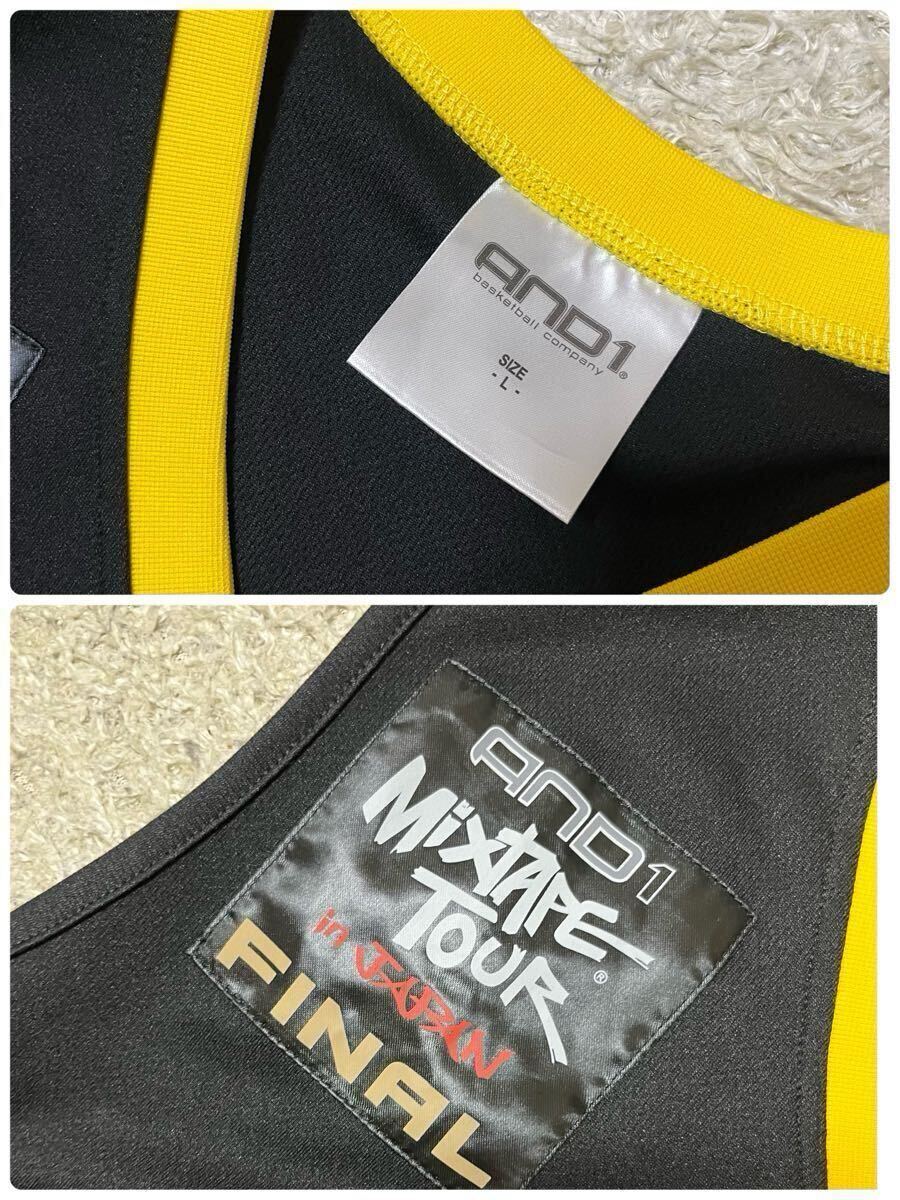 AND1®
basketball company
SIZE
- L -
AND1
MIXTAPE
TOUR®
in JAPAN
FINAL